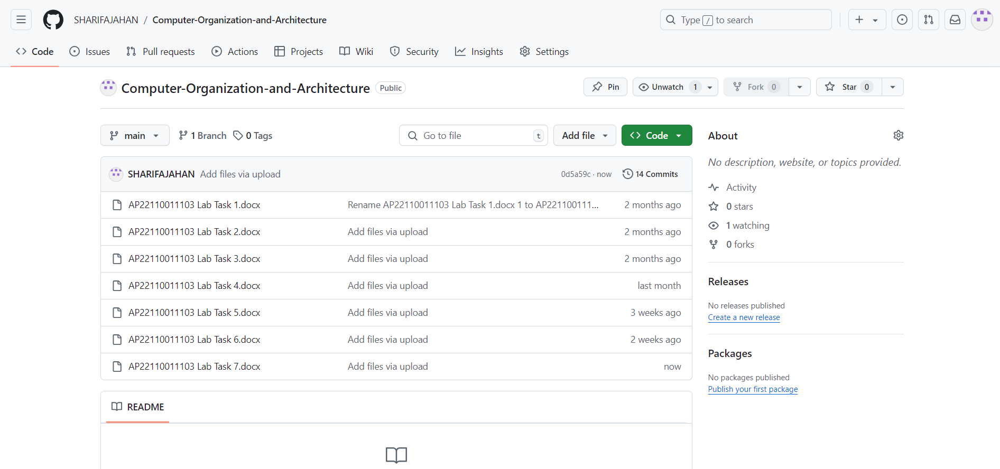 SHARIFAJAHAN / Computer-Organization-and-Architecture
Type / to search
Code Issues Pull requests Actions Projects Wiki Security Insights Settings
Computer-Organization-and-Architecture Public
Pin Unwatch 1 Fork 0 Star 0
main 1 Branch 0 Tags Go to file t Add file Code
SHARIFAJAHAN Add files via upload 0d5a59c · now 14 Commits
AP22110011103 Lab Task 1.docx Rename AP22110011103 Lab Task 1.docx 1 to AP221100111... 2 months ago
AP22110011103 Lab Task 2.docx Add files via upload 2 months ago
AP22110011103 Lab Task 3.docx Add files via upload 2 months ago
AP22110011103 Lab Task 4.docx Add files via upload last month
AP22110011103 Lab Task 5.docx Add files via upload 3 weeks ago
AP22110011103 Lab Task 6.docx Add files via upload 2 weeks ago
AP22110011103 Lab Task 7.docx Add files via upload now
README
About
No description, website, or topics provided.
Activity
0 stars
1 watching
0 forks
Releases
No releases published
Create a new release
Packages
No packages published
Publish your first package